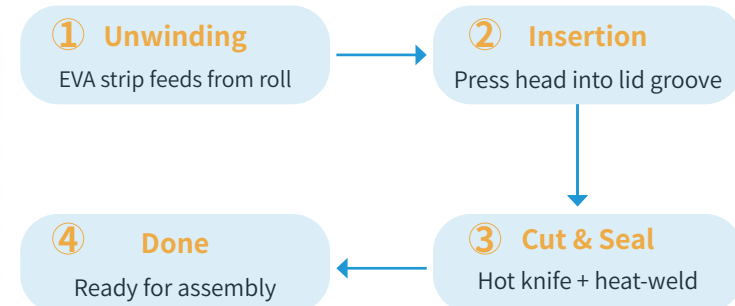 ① Unwinding
EVA strip feeds from roll
② Insertion
Press head into lid groove
③ Cut & Seal
Hot knife + heat-weld
④ Done
Ready for assembly